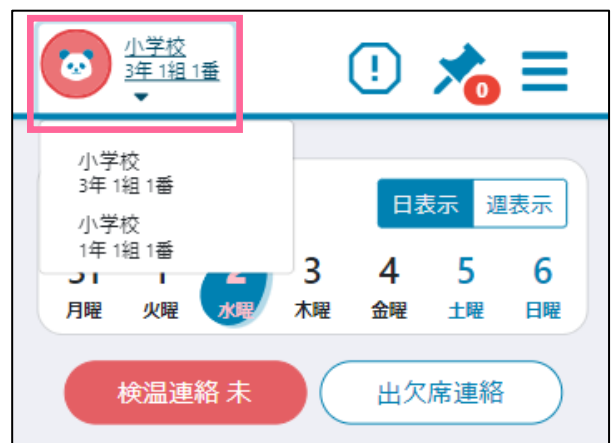 小学校
3年 1組 1番
0
小学校
3年 1組 1番
小学校
1年 1組 1番
日表示 週表示
31 1 2 3 4 5 6
月曜 火曜 水曜 木曜 金曜 土曜 日曜
検温連絡 未 出欠席連絡